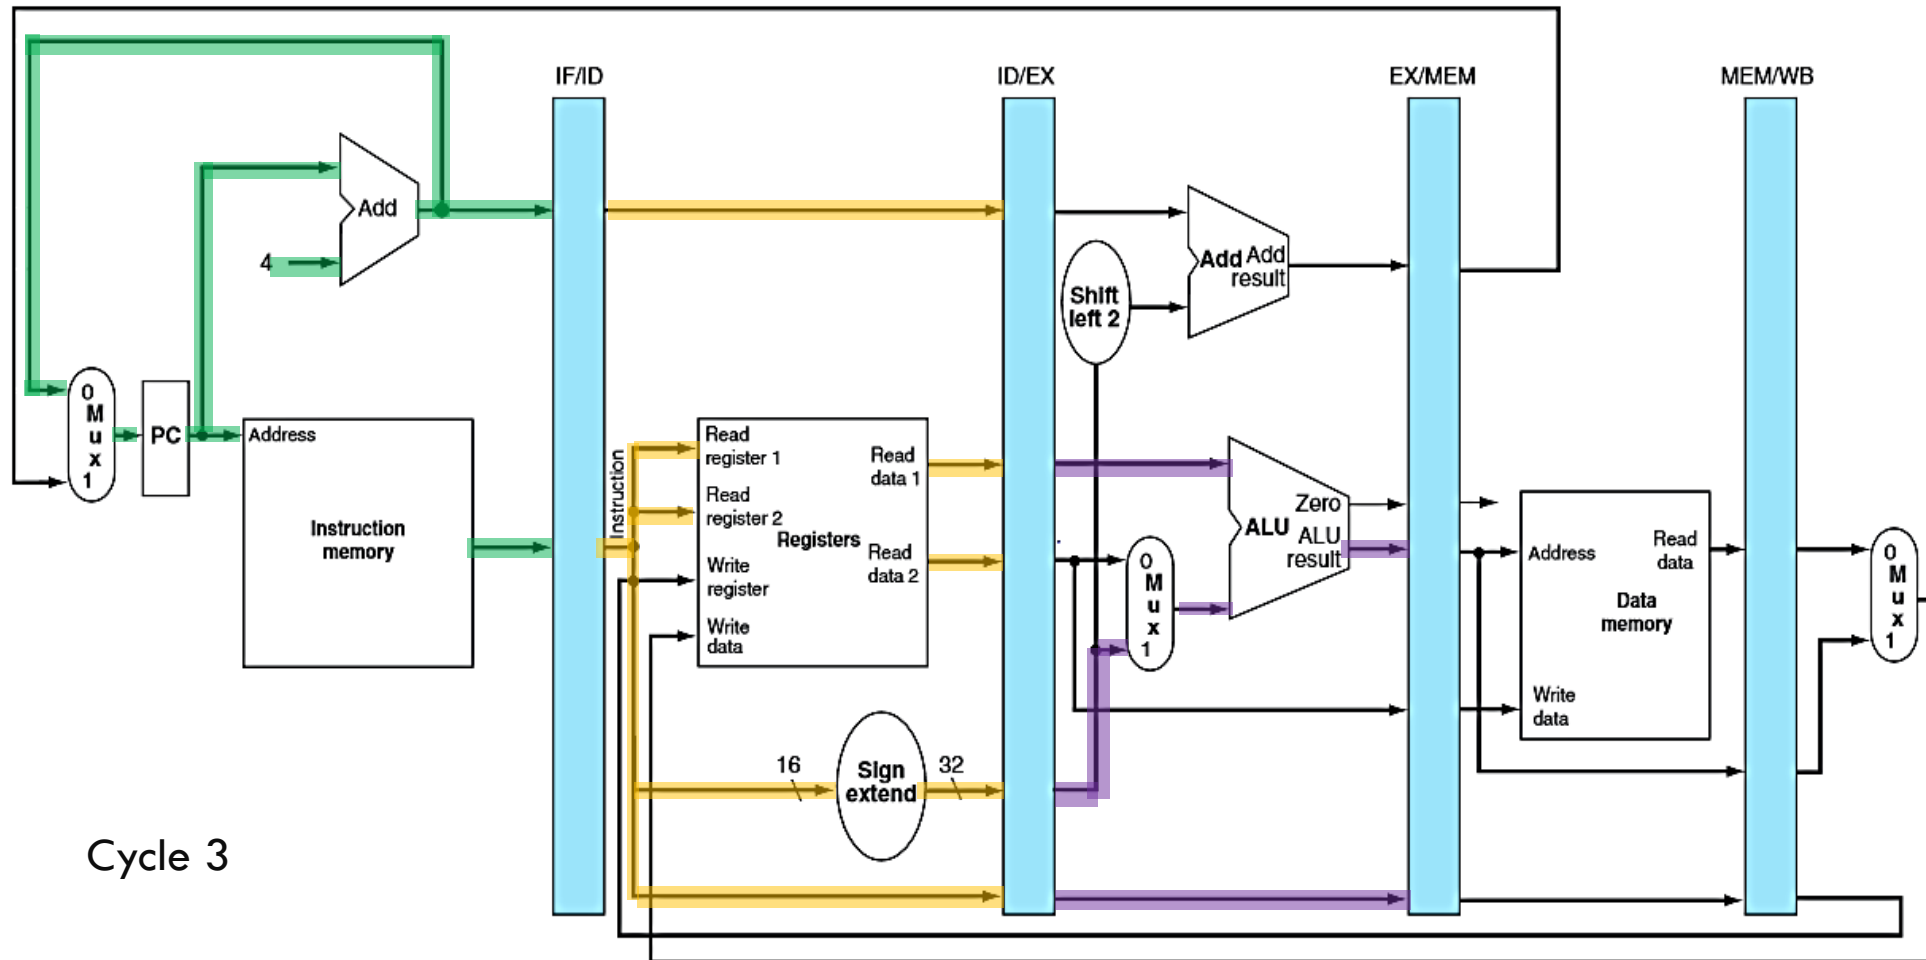 IF/ID
ID/EX
EX/MEM
MEM/WB
Add
4
Add Add
result
Shift
left 2
0
M
u
x
1
PC
Address
Instruction
memory
Instruction
Read
register 1
Read
register 2
Write
register
Write
data
Registers
Read
data 1
Read
data 2
0
M
u
x
1
Zero
ALU
ALU
result
Address
Read
data
Data
memory
Write
data
0
M
u
x
1
16
Sign
extend
32
Cycle 3